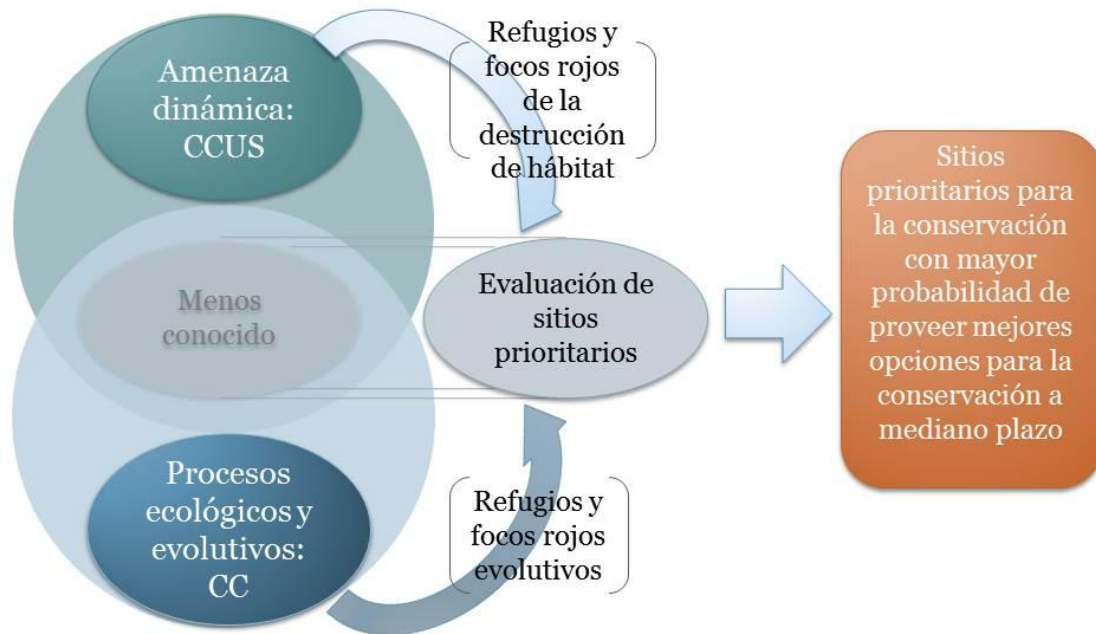 Amenaza
dinámica:
CCUS
Refugios y
focos rojos
de la
destrucción
de hábitat
Menos
conocido
Evaluación de
sitios
prioritarios
Sitios
prioritarios para
la conservación
con mayor
probabilidad de
proveer mejores
opciones para la
conservación a
mediano plazo
Procesos
ecológicos y
evolutivos:
CC
Refugios y
focos rojos
evolutivos